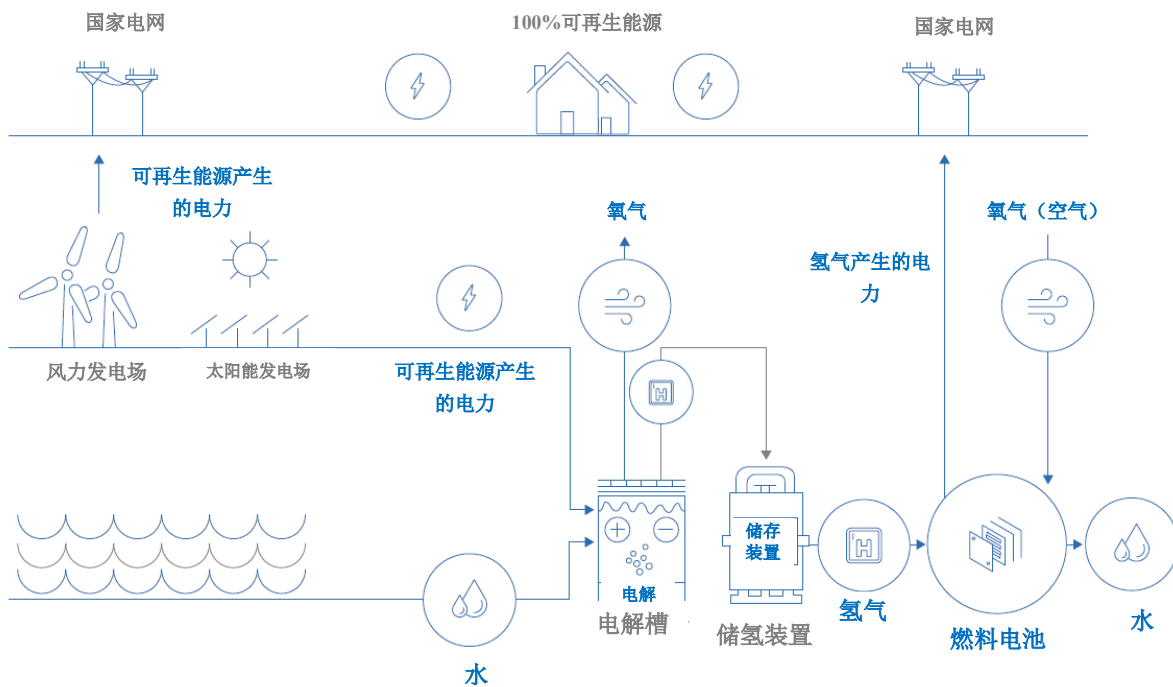 国家电网
100%可再生能源
国家电网
可再生能源产生
的电力
氧气
氧气（空气）
氢气产生的电
力
风力发电场
太阳能发电场
可再生能源产生
的电力
H
+
−
储存
装置
H
电解
电解槽
储氢装置
氢气
燃料电池
水
水